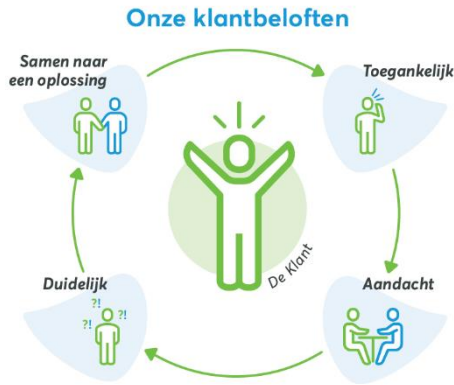 Onze klantbeloften
Samen naar
een oplossing
Toegankelijk
De Klant
Duidelijk
?!
?!
?!
Aandacht